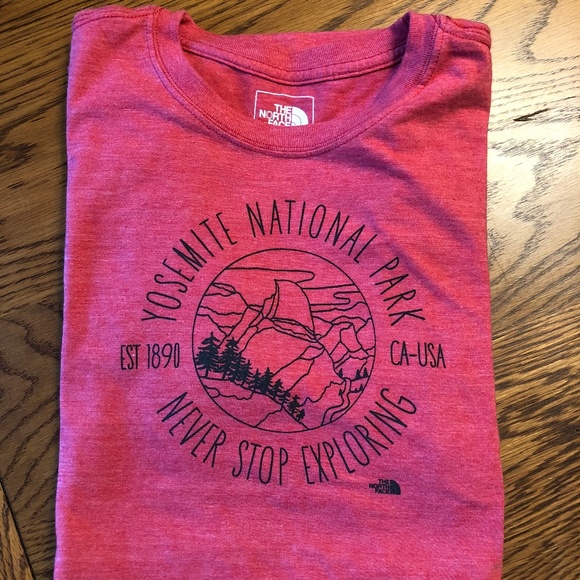 THE
NORTH
FACE
YOSEMITE NATIONAL PARK
EST 1890
CA-USA
NEVER STOP EXPLORING
THE
NORTH
FACE